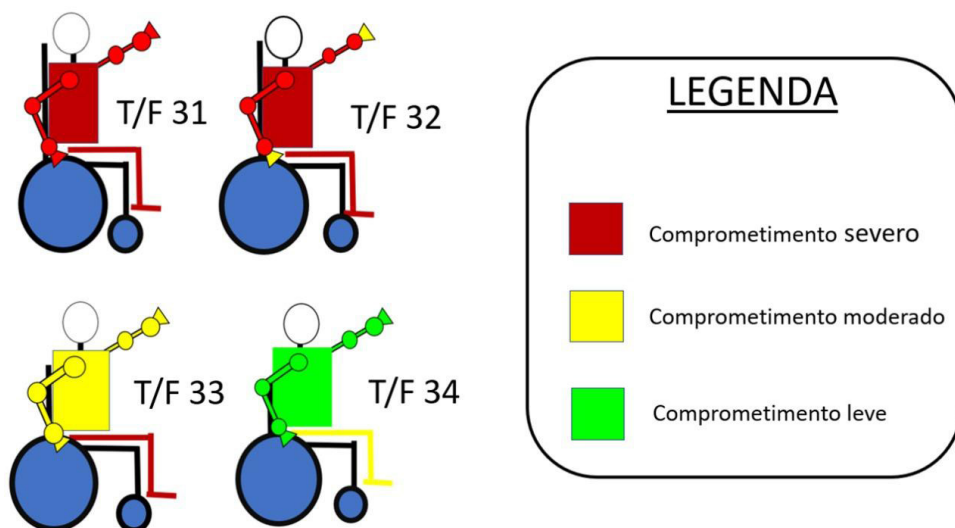 T/F 31
T/F 32
T/F 33
T/F 34
LEGENDA
Comprometimento severo
Comprometimento moderado
Comprometimento leve